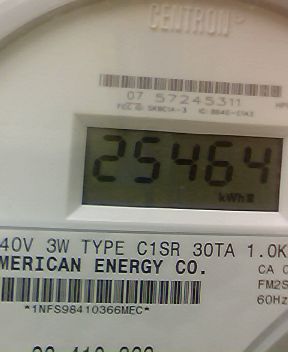 CENTRON®
07 57245311
25464
kWh
40V 3W TYPE C1SR 30TA 1.0K
MERICAN ENERGY CO.
CA 0
FM2S
60Hz
*1NFS98410366MEC*